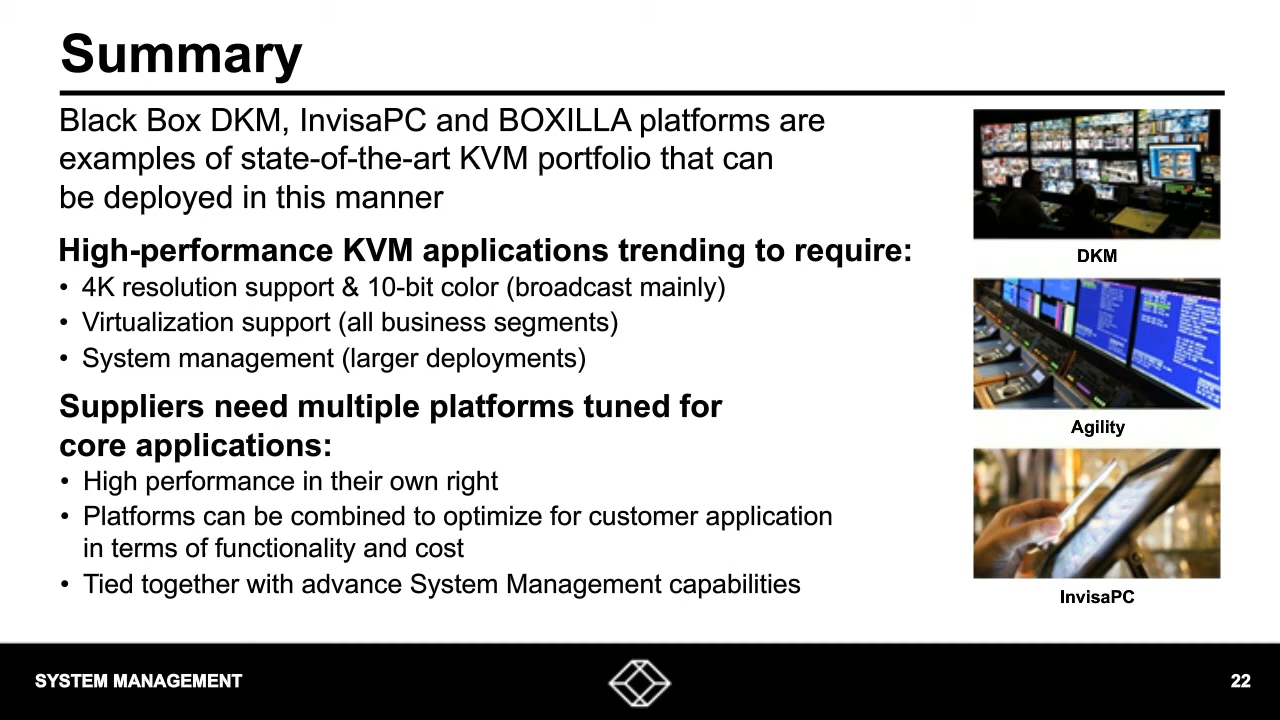 Summary
Black Box DKM, InvisaPC and BOXILLA platforms are
examples of state-of-the-art KVM portfolio that can
be deployed in this manner
High-performance KVM applications trending to require:
• 4K resolution support & 10-bit color (broadcast mainly)
• Virtualization support (all business segments)
• System management (larger deployments)
Suppliers need multiple platforms tuned for
core applications:
• High performance in their own right
• Platforms can be combined to optimize for customer application
in terms of functionality and cost
• Tied together with advance System Management capabilities
DKM
Agility
InvisaPC
SYSTEM MANAGEMENT
22